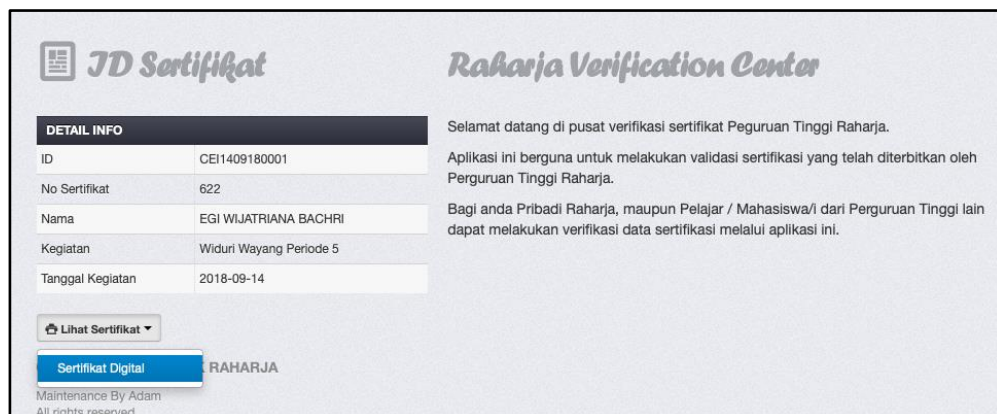 ID Sertifikat
DETAIL INFO
ID CEI1409180001
No Sertifikat 622
Nama EGI WIJATRIANA BACHRI
Kegiatan Widuri Wayang Periode 5
Tanggal Kegiatan 2018-09-14
Lihat Sertifikat
Sertifikat Digital
RAHARJA
Maintenance By Adam
All rights reserved
Raharja Verification Center
Selamat datang di pusat verifikasi sertifikat Peguruan Tinggi Raharja.
Aplikasi ini berguna untuk melakukan validasi sertifikasi yang telah diterbitkan oleh
Perguruan Tinggi Raharja.
Bagi anda Pribadi Raharja, maupun Pelajar / Mahasiswa/i dari Perguruan Tinggi lain
dapat melakukan verifikasi data sertifikasi melalui aplikasi ini.